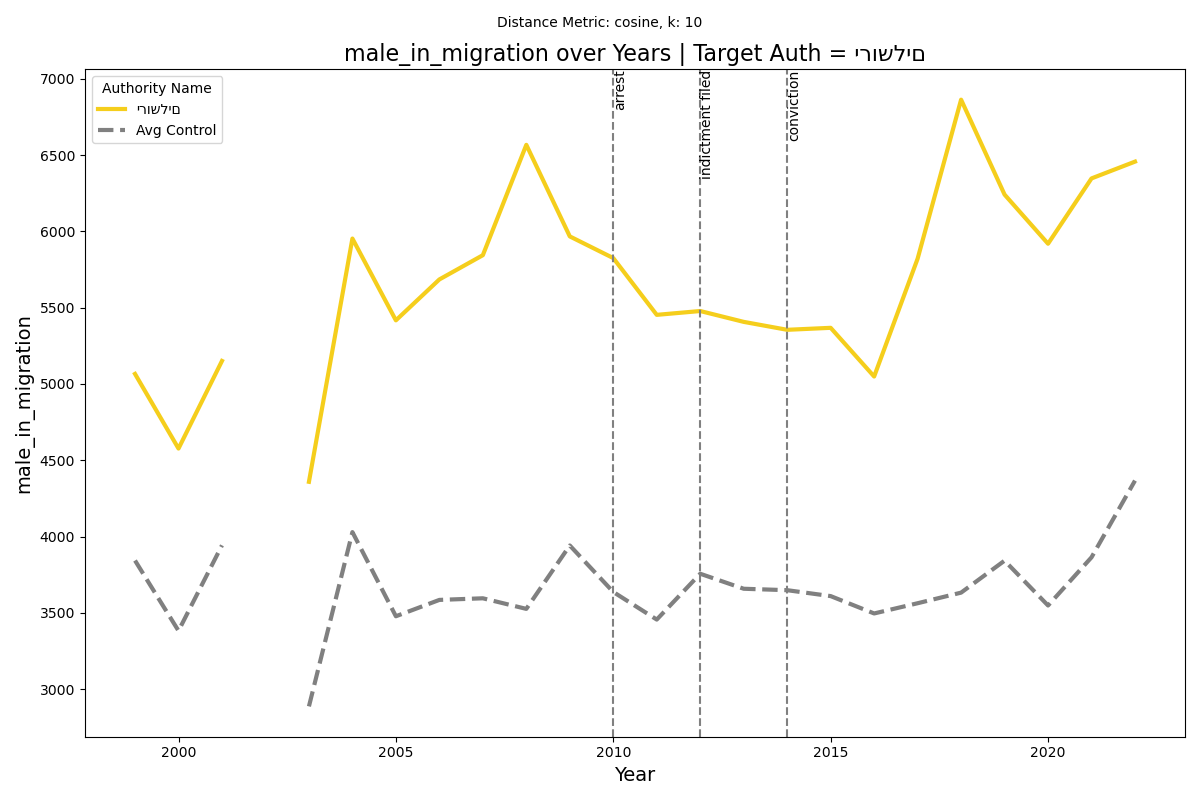 Distance Metric: cosine, k: 10
male_in_migration over Years | Target Auth = ירושלים
Authority Name
ירושלים
Avg Control
arrest
indictment filed
conviction
7000
6500
6000
5500
5000
4500
4000
3500
3000
male_in_migration
2000
2005
2010
2015
2020
Year